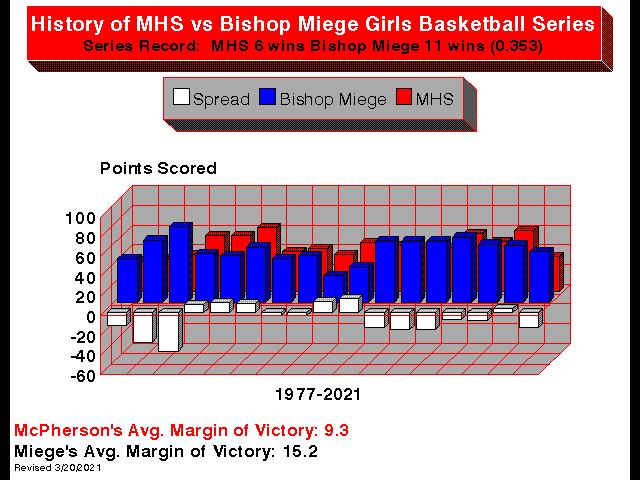 History of MHS vs Bishop Miege Girls Basketball Series
Series Record: MHS 6 wins Bishop Miege 11 wins (0.353)
Spread Bishop Miege MHS
Points Scored
100
80
60
40
20
0
-20
-40
-60
1977-2021
McPherson's Avg. Margin of Victory: 9.3
Miege's Avg. Margin of Victory: 15.2
Revised 3/20/2021